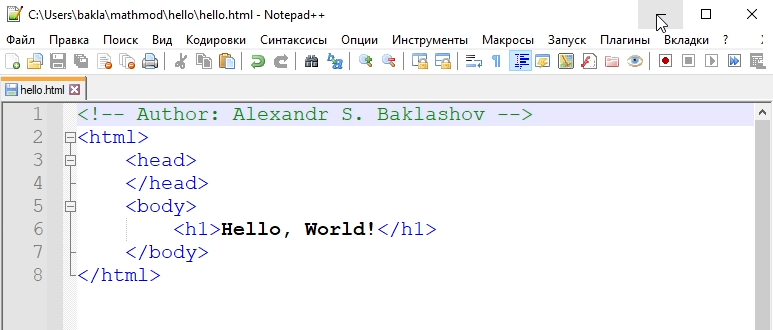 C:\Users\bakla\mathmod\hello\hello.html - Notepad++
Файл Правка Поиск Вид Кодировки Синтаксисы Опции Инструменты Макросы Запуск Плагины Вкладки ?
hello.html
1 <!-- Author: Alexandr S. Baklashov -->
2 <html>
3 <head>
4 </head>
5 <body>
6 <h1>Hello, World!</h1>
7 </body>
8 </html>